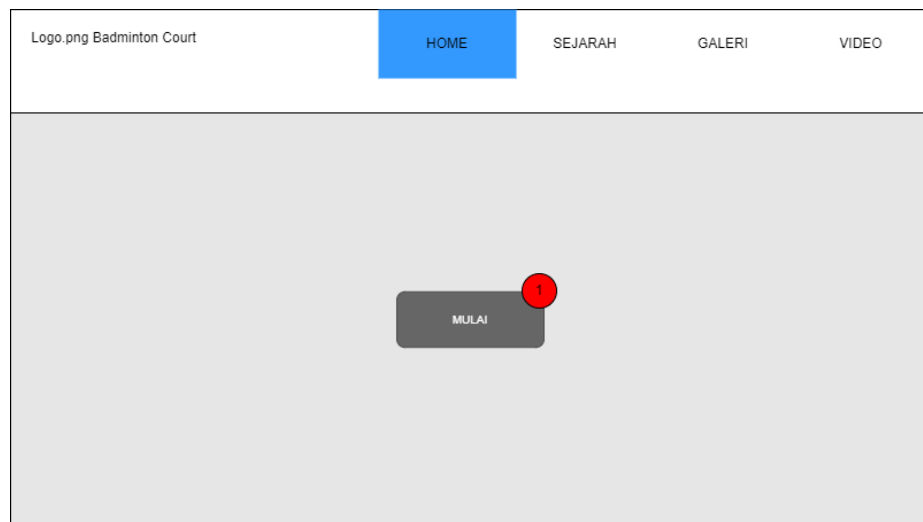 Logo.png Badminton Court
HOME
SEJARAH
GALERI
VIDEO
1
MULAI